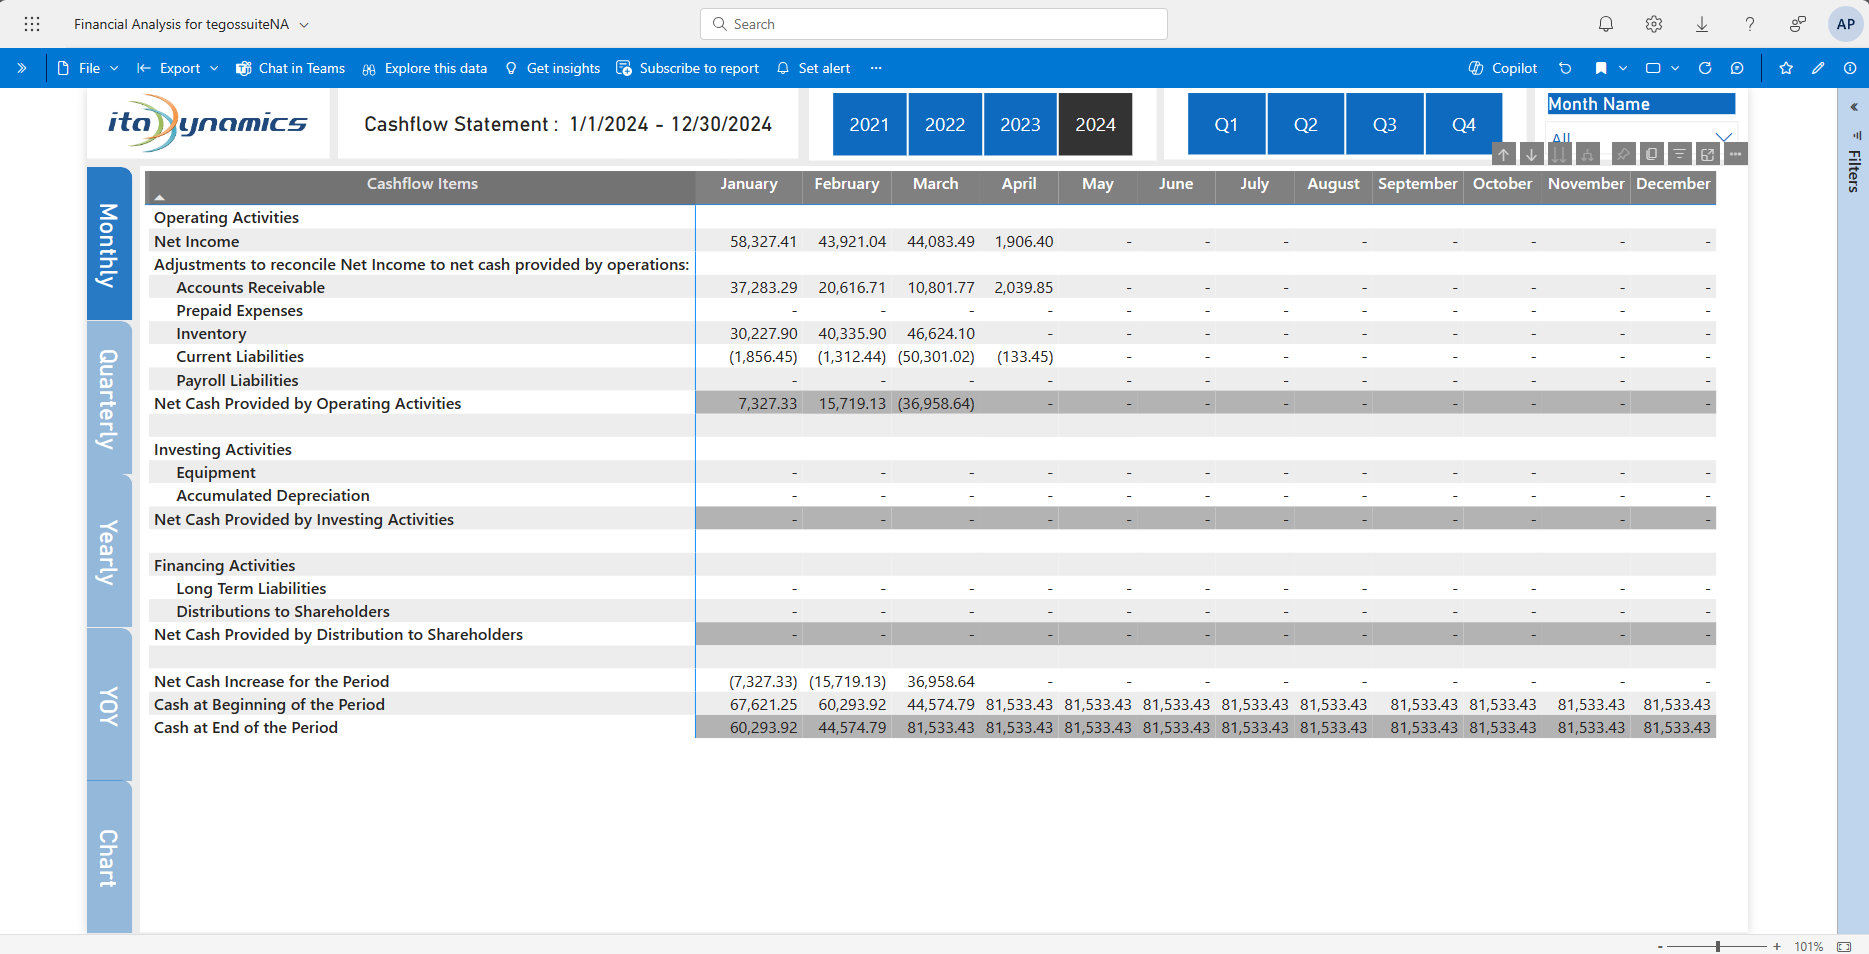 Financial Analysis for tegossuiteNA
Search
AP
File Export Chat in Teams Explore this data Get insights Subscribe to report Set alert ... Copilot
itaDynamics
Cashflow Statement : 1/1/2024 - 12/30/2024
2021 2022 2023 2024
Q1 Q2 Q3 Q4
Month Name
All
Filters
Monthly
Quarterly
Yearly
YOY
Chart
Cashflow Items January February March April May June July August September October November December
Operating Activities
Net Income 58,327.41 43,921.04 44,083.49 1,906.40 - - - - - - - -
Adjustments to reconcile Net Income to net cash provided by operations:
Accounts Receivable 37,283.29 20,616.71 10,801.77 2,039.85 - - - - - - - -
Prepaid Expenses - - - - - - - - - - - -
Inventory 30,227.90 40,335.90 46,624.10 - - - - - - - - -
Current Liabilities (1,856.45) (1,312.44) (50,301.02) (133.45) - - - - - - - -
Payroll Liabilities - - - - - - - - - - - -
Net Cash Provided by Operating Activities 7,327.33 15,719.13 (36,958.64) - - - - - - - - -
Investing Activities
Equipment - - - - - - - - - - - -
Accumulated Depreciation - - - - - - - - - - - -
Net Cash Provided by Investing Activities - - - - - - - - - - - -
Financing Activities
Long Term Liabilities - - - - - - - - - - - -
Distributions to Shareholders - - - - - - - - - - - -
Net Cash Provided by Distribution to Shareholders - - - - - - - - - - - -
Net Cash Increase for the Period (7,327.33) (15,719.13) 36,958.64 - - - - - - - - -
Cash at Beginning of the Period 67,621.25 60,293.92 44,574.79 81,533.43 81,533.43 81,533.43 81,533.43 81,533.43 81,533.43 81,533.43 81,533.43 81,533.43
Cash at End of the Period 60,293.92 44,574.79 81,533.43 81,533.43 81,533.43 81,533.43 81,533.43 81,533.43 81,533.43 81,533.43 81,533.43 81,533.43
- + 101%